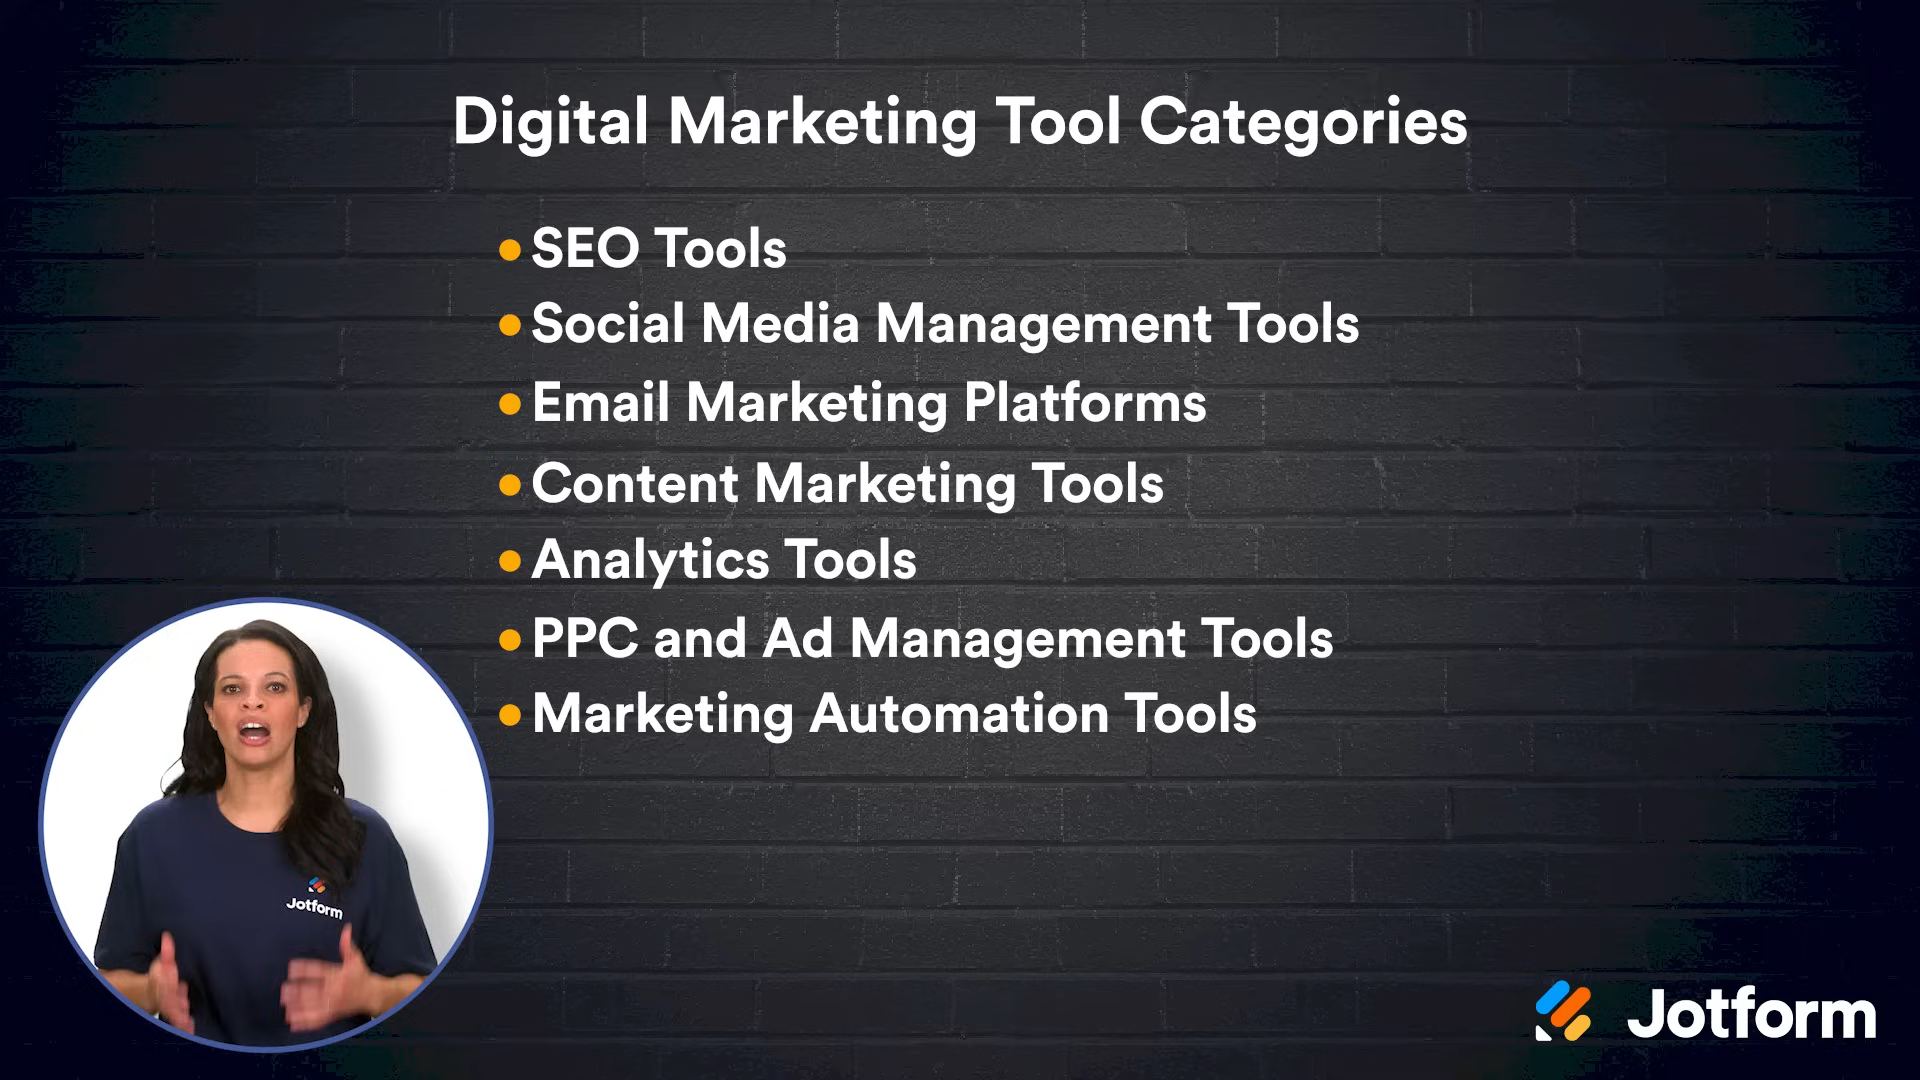 Digital Marketing Tool Categories
SEO Tools
Social Media Management Tools
Email Marketing Platforms
Content Marketing Tools
Analytics Tools
PPC and Ad Management Tools
Marketing Automation Tools
Jotform
Jotform